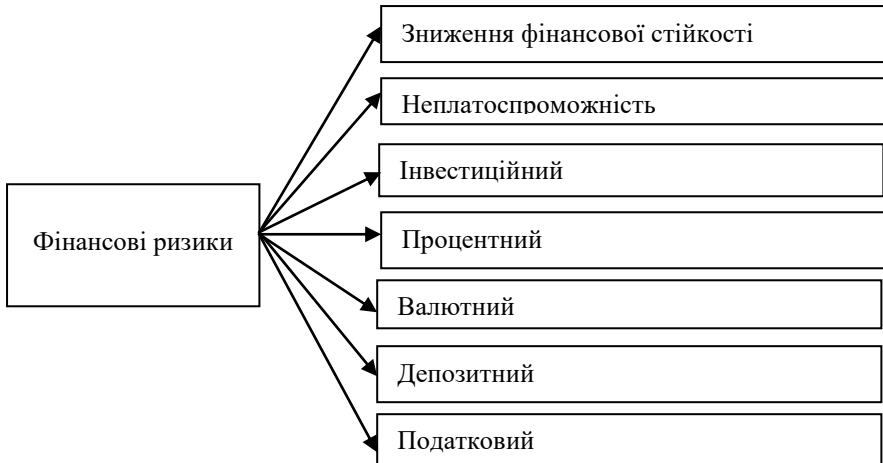 Зниження фінансової стійкості
Неплатоспроможність
Інвестиційний
Фінансові ризики
Процентний
Валютний
Депозитний
Податковий